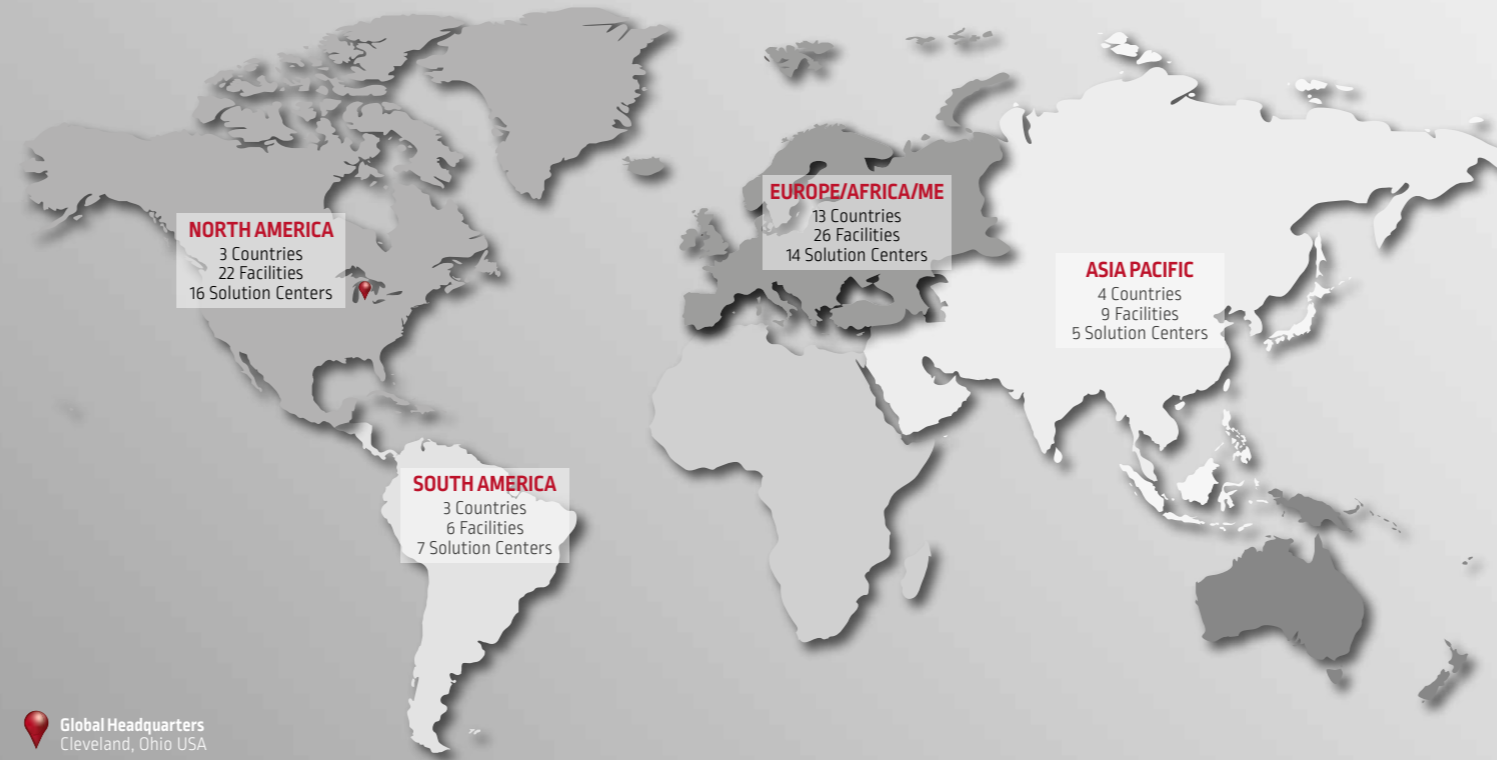 NORTH AMERICA
3 Countries
22 Facilities
16 Solution Centers
EUROPE/AFRICA/ME
13 Countries
26 Facilities
14 Solution Centers
ASIA PACIFIC
4 Countries
9 Facilities
5 Solution Centers
SOUTH AMERICA
3 Countries
6 Facilities
7 Solution Centers
Global Headquarters
Cleveland, Ohio USA